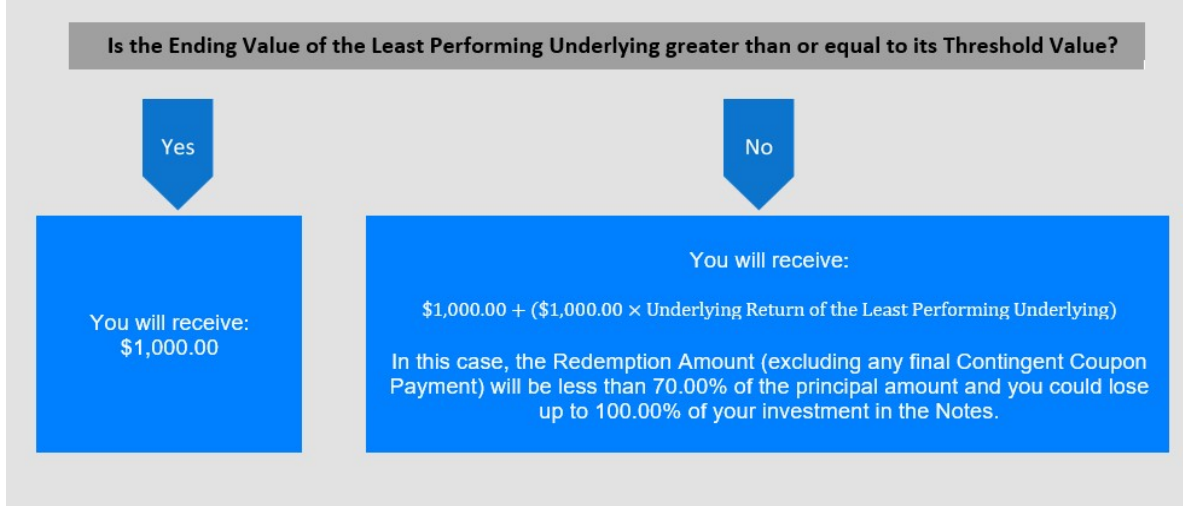 Is the Ending Value of the Least Performing Underlying greater than or equal to its Threshold Value?
Yes
No
You will receive:
$1,000.00
You will receive:
$1,000.00 + ($1,000.00 × Underlying Return of the Least Performing Underlying)
In this case, the Redemption Amount (excluding any final Contingent Coupon
Payment) will be less than 70.00% of the principal amount and you could lose
up to 100.00% of your investment in the Notes.